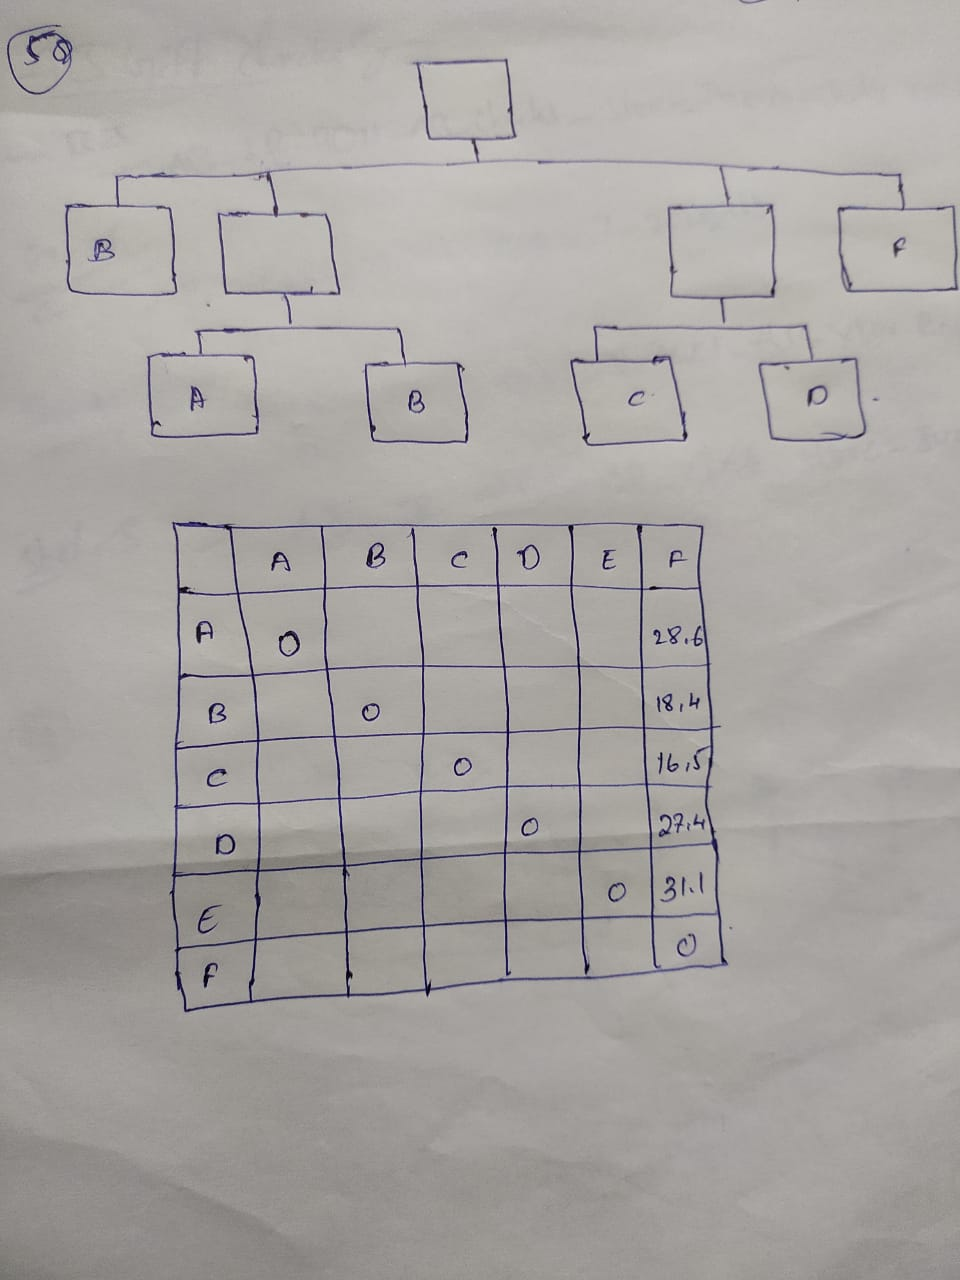 50
B F
A B C D
A B C D E F
A 0 28.6
B 0 18.4
C 0 16.5
D 0 27.4
E 0 31.1
F 0